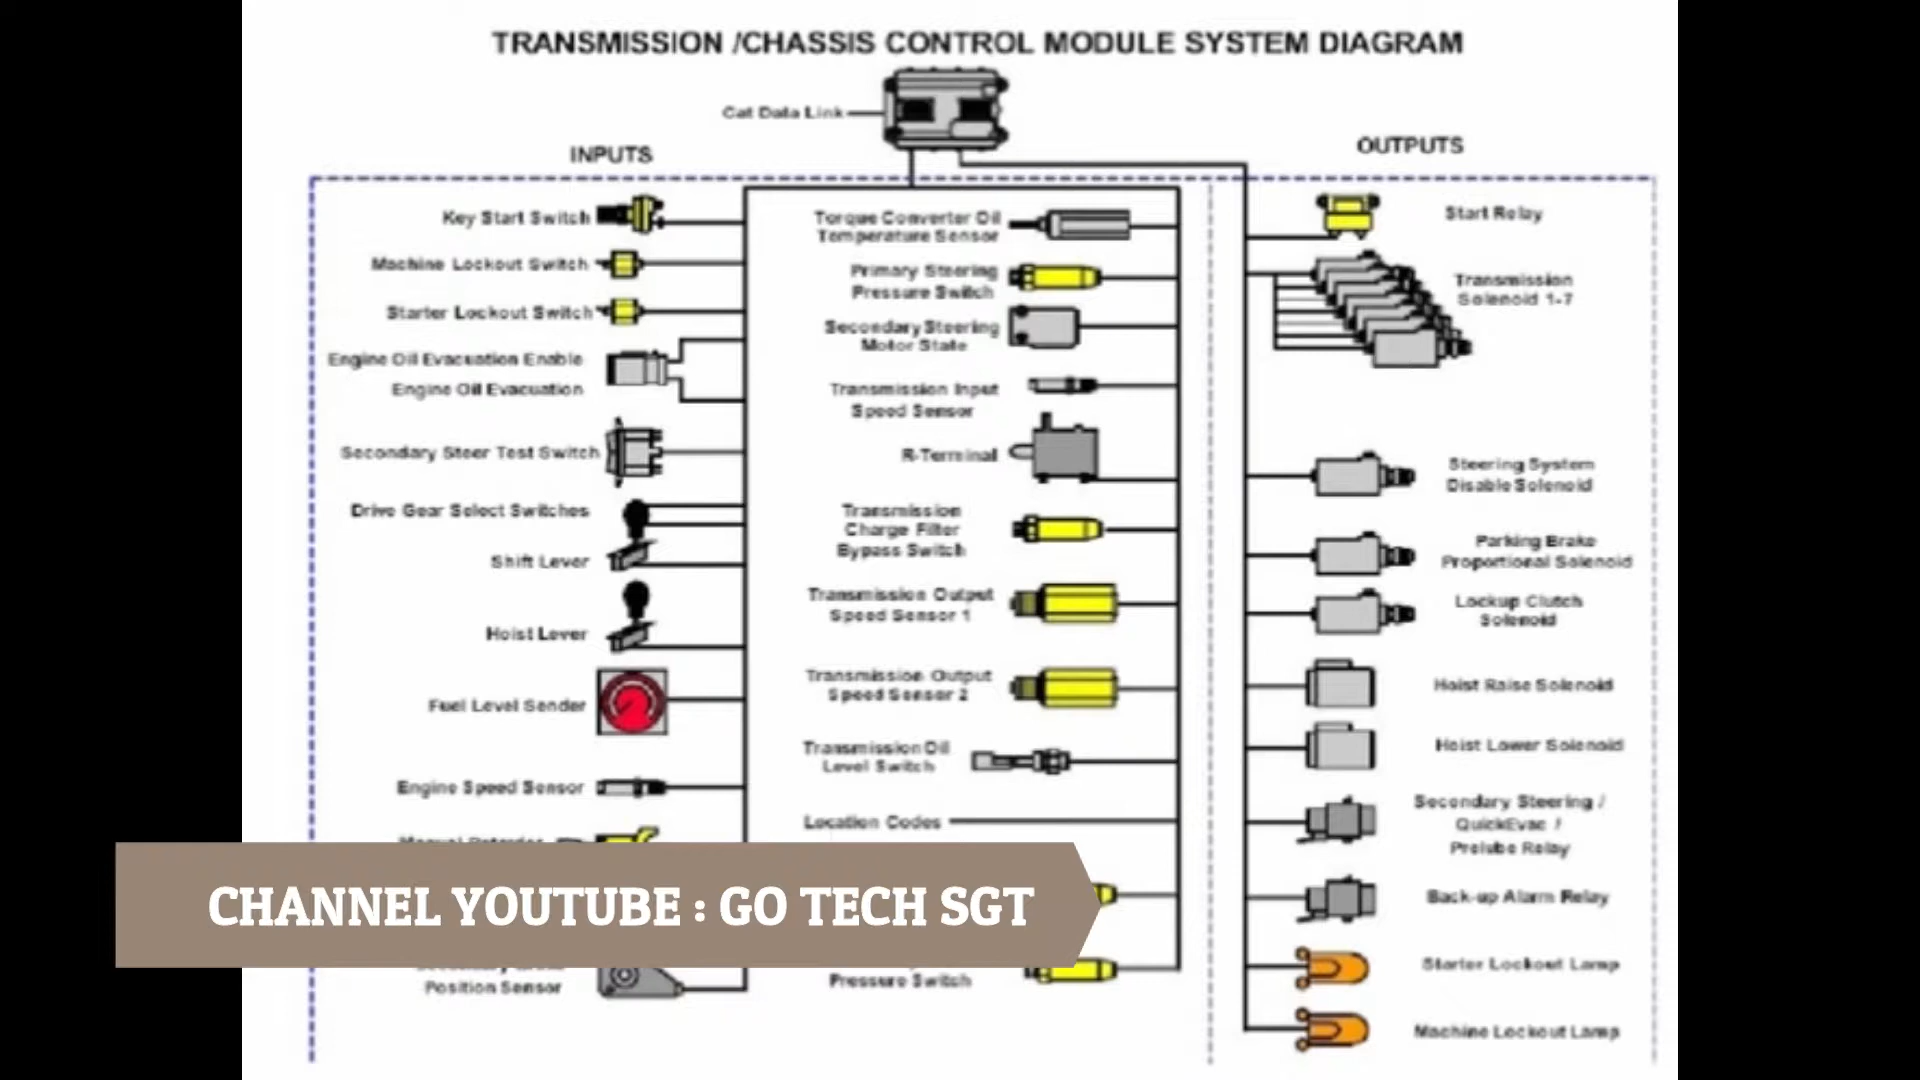 TRANSMISSION /CHASSIS CONTROL MODULE SYSTEM DIAGRAM
Cat Data Link
INPUTS
OUTPUTS
Key Start Switch
Machine Lockout Switch
Starter Lockout Switch
Engine Oil Evacuation Enable
Engine Oil Evacuation
Secondary Steer Test Switch
Drive Gear Select Switches
Shift Lever
Hoist Lever
Fuel Level Sender
Engine Speed Sensor
Manual Retarder
Position Sensor
Torque Converter Oil
Temperature Sensor
Primary Steering
Pressure Switch
Secondary Steering
Motor State
Transmission Input
Speed Sensor
R-Terminal
Transmission
Charge Filter
Bypass Switch
Transmission Output
Speed Sensor 1
Transmission Output
Speed Sensor 2
Transmission Oil
Level Switch
Location Codes
Pressure Switch
Start Relay
Transmission
Solenoid 1-7
Steering System
Disable Solenoid
Parking Brake
Proportional Solenoid
Lockup Clutch
Solenoid
Hoist Raise Solenoid
Hoist Lower Solenoid
Secondary Steering /
QuickEvac /
Prelube Relay
Back-up Alarm Relay
Starter Lockout Lamp
Machine Lockout Lamp
CHANNEL YOUTUBE : GO TECH SGT